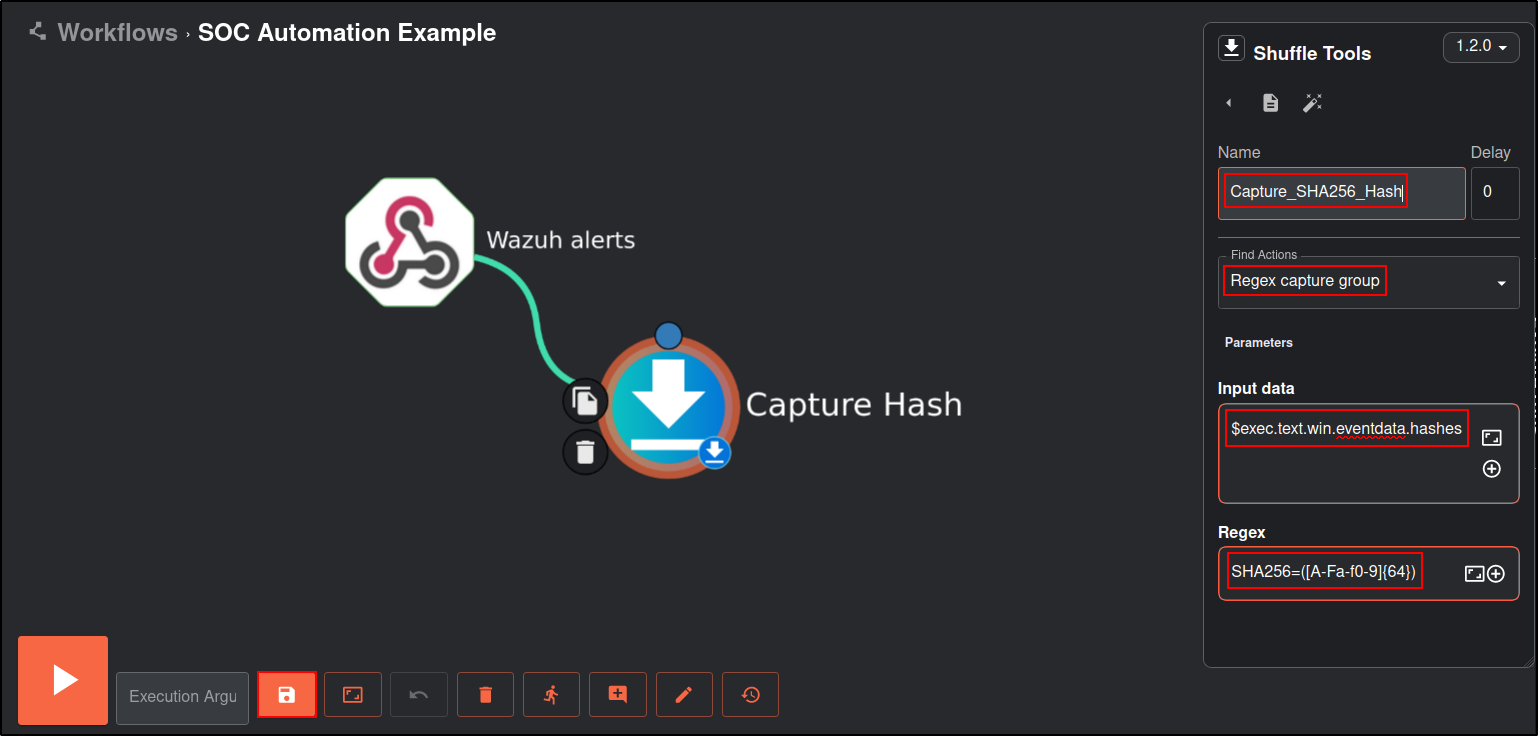 Workflows › SOC Automation Example
Wazuh alerts
Capture Hash
Execution Argu
Shuffle Tools
1.2.0
Name
Delay
Capture_SHA256_Hash
0
Find Actions
Regex capture group
Parameters
Input data
$exec.text.win.eventdata.hashes
Regex
SHA256=([A-Fa-f0-9]{64})